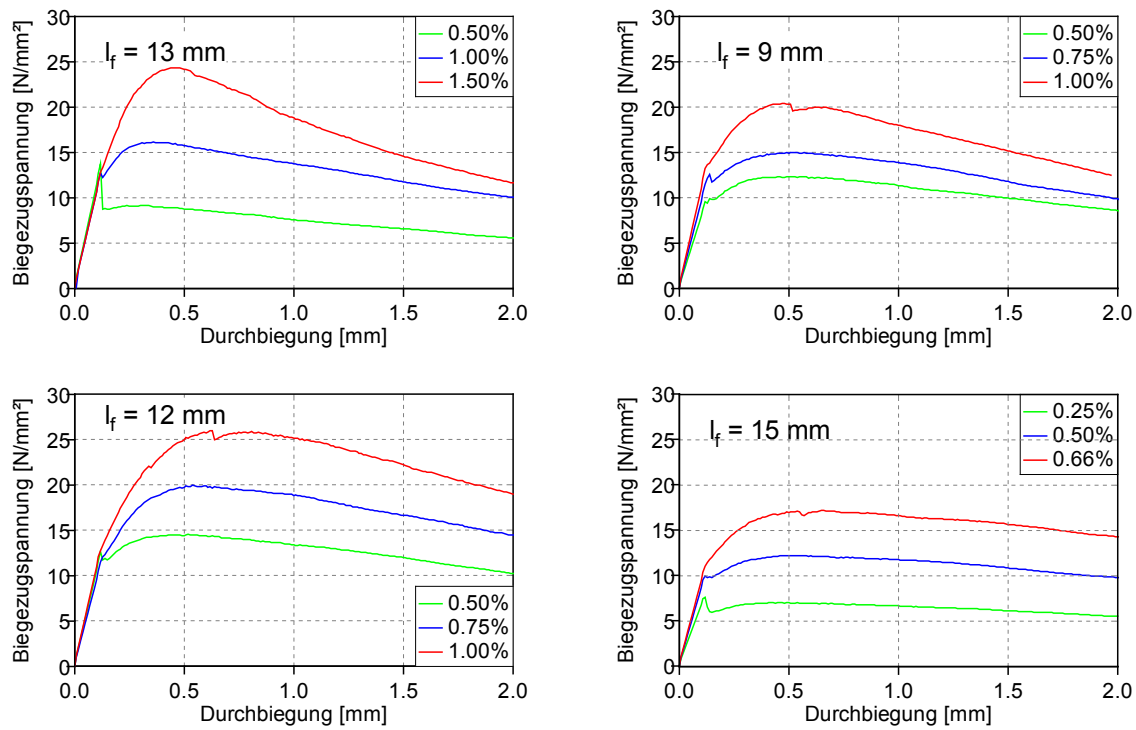 Biegezugspannung [N/mm²]
30
25
20
15
10
5
0
l_f = 13 mm
0.50%
1.00%
1.50%
0.0 0.5 1.0 1.5 2.0
Durchbiegung [mm]
Biegezugspannung [N/mm²]
30
25
20
15
10
5
0
l_f = 9 mm
0.50%
0.75%
1.00%
0.0 0.5 1.0 1.5 2.0
Durchbiegung [mm]
Biegezugspannung [N/mm²]
30
25
20
15
10
5
0
l_f = 12 mm
0.50%
0.75%
1.00%
0.0 0.5 1.0 1.5 2.0
Durchbiegung [mm]
Biegezugspannung [N/mm²]
30
25
20
15
10
5
0
l_f = 15 mm
0.25%
0.50%
0.66%
0.0 0.5 1.0 1.5 2.0
Durchbiegung [mm]